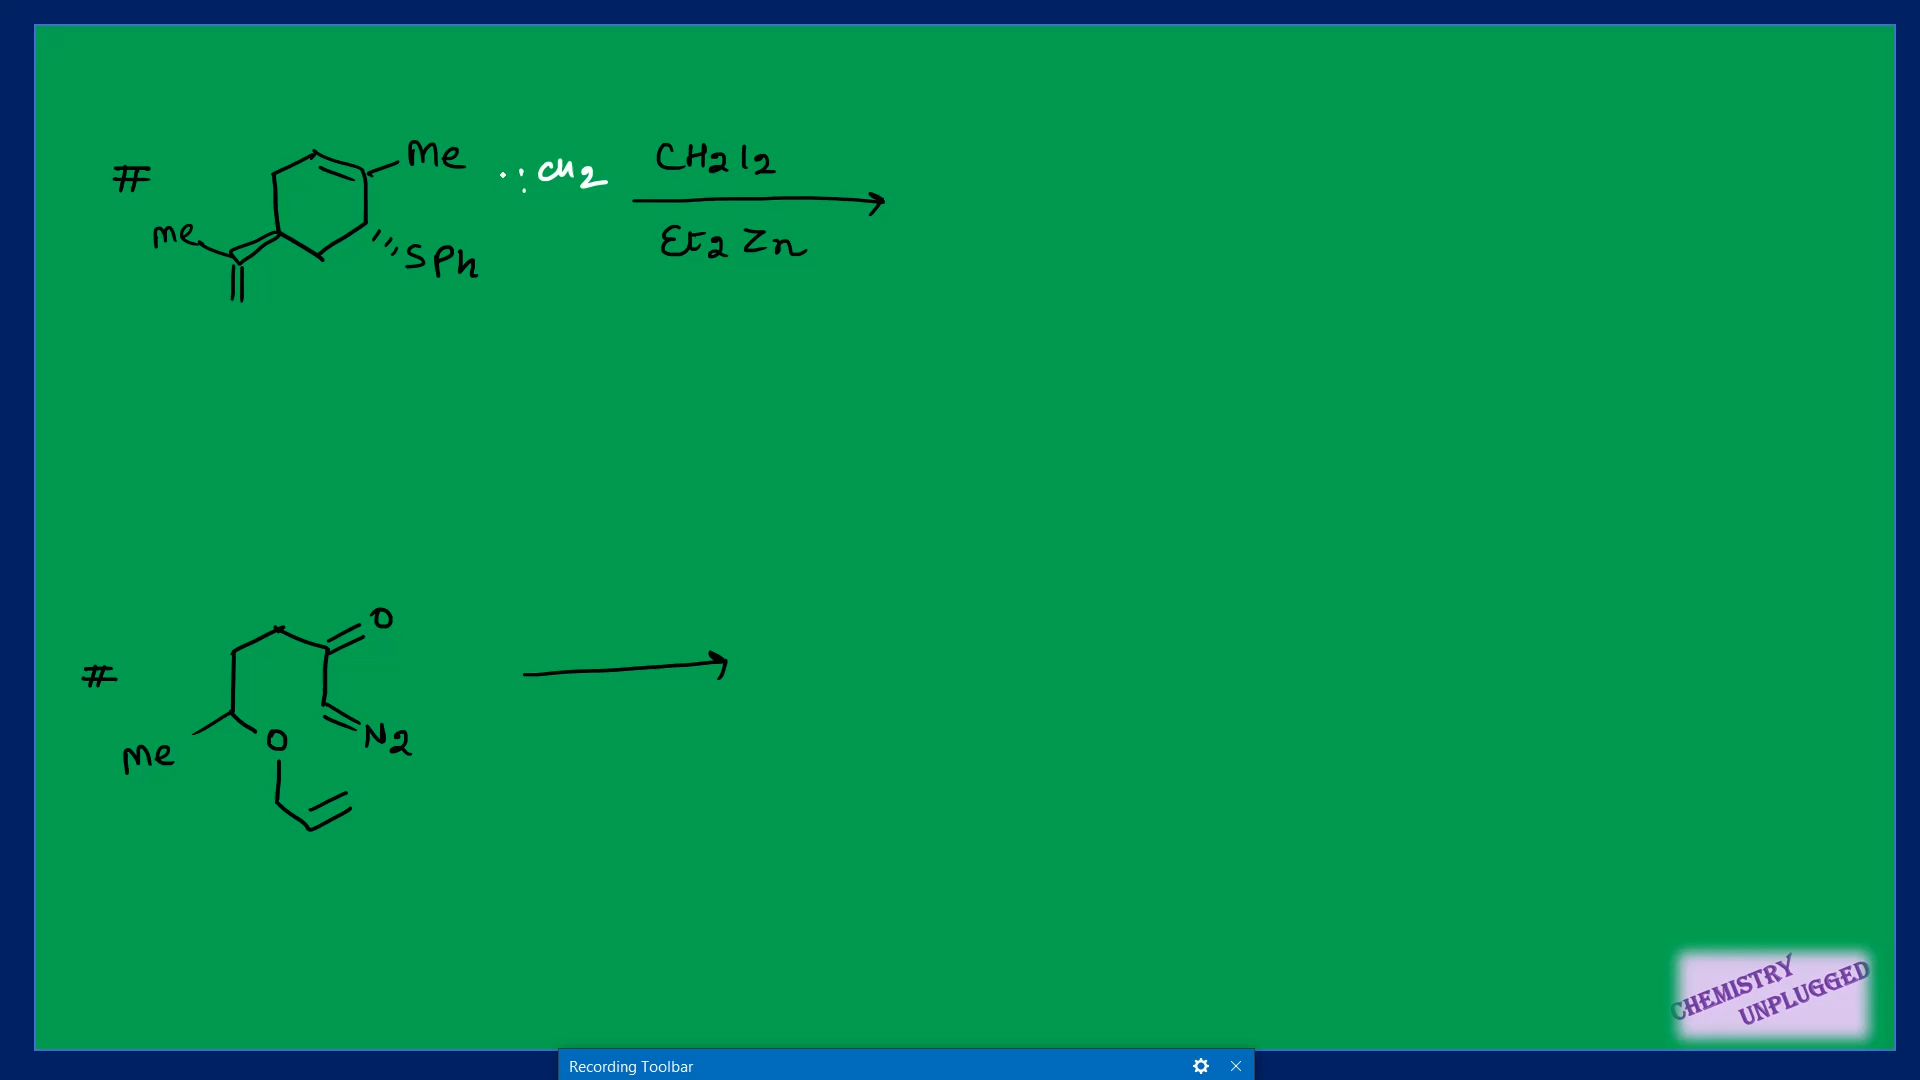 # Me : CH2 CH2I2
Me SPh Et2Zn
O
#
N2
O
Me
CHEMISTRY
UNPLUGGED
Recording Toolbar